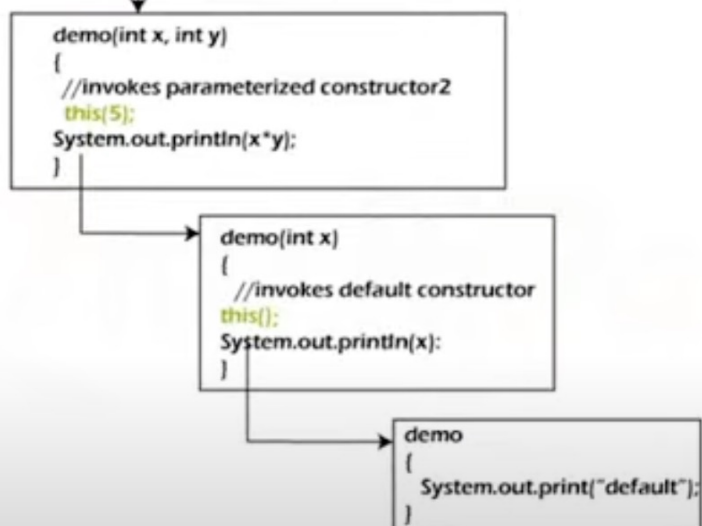 demo(int x, int y)
{
//invokes parameterized constructor2
this(5);
System.out.println(x*y);
}
demo(int x)
{
//invokes default constructor
this();
System.out.println(x):
}
demo
{
System.out.print("default");
}